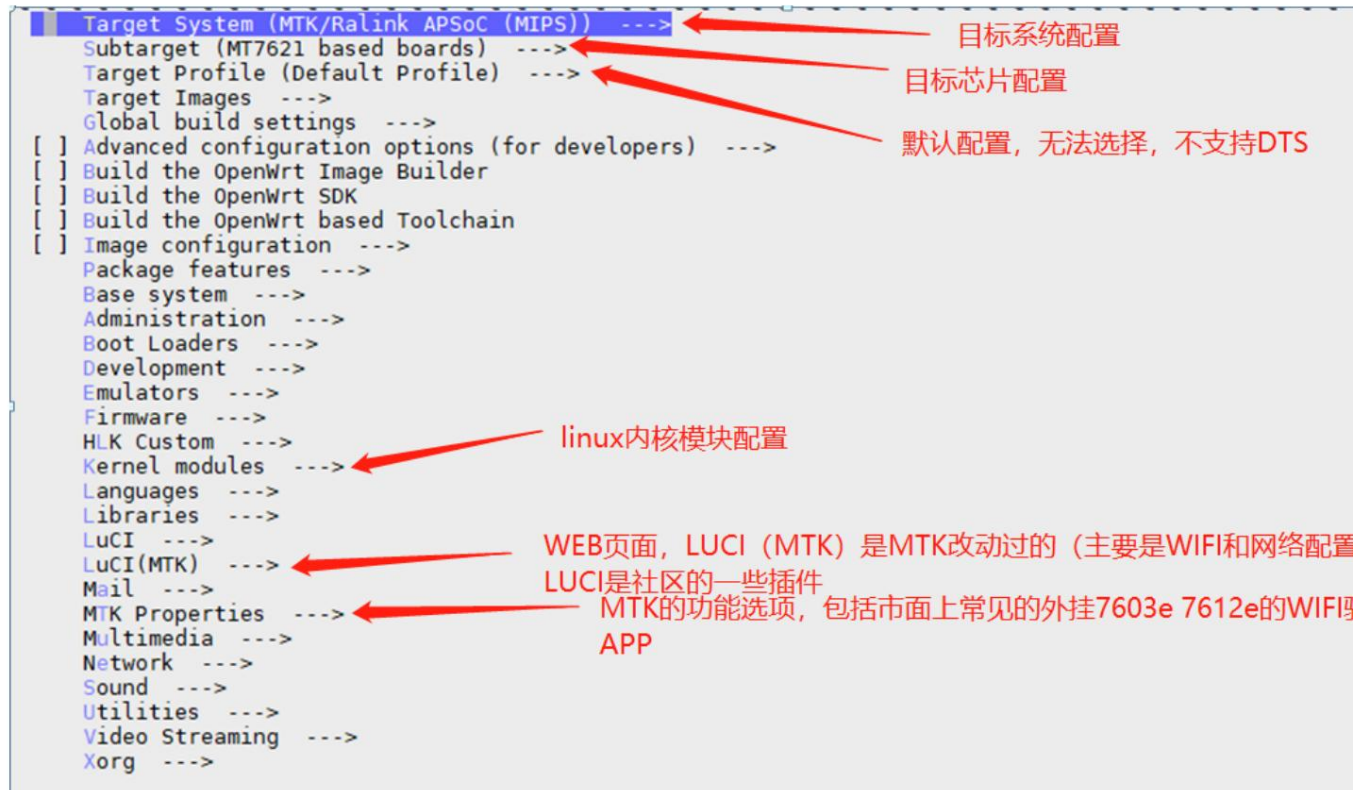 Target System (MTK/Ralink APSoC (MIPS))  --->
目标系统配置
Subtarget (MT7621 based boards)  --->
目标芯片配置
Target Profile (Default Profile)  --->
默认配置，无法选择，不支持DTS
Target Images  --->
Global build settings  --->
[ ] Advanced configuration options (for developers)  --->
[ ] Build the OpenWrt Image Builder
[ ] Build the OpenWrt SDK
[ ] Build the OpenWrt based Toolchain
[ ] Image configuration  --->
Package features  --->
Base system  --->
Administration  --->
Boot Loaders  --->
Development  --->
Emulators  --->
Firmware  --->
HLK Custom  --->
Kernel modules  --->
linux内核模块配置
Languages  --->
Libraries  --->
LuCI  --->
LuCI(MTK)  --->
WEB页面，LUCI（MTK）是MTK改动过的（主要是WIFI和网络配置
LUCI是社区的一些插件
Mail  --->
MTK Properties  --->
MTK的功能选项，包括市面上常见的外挂7603e 7612e的WIFI
APP
Multimedia  --->
Network  --->
Sound  --->
Utilities  --->
Video Streaming  --->
Xorg  --->